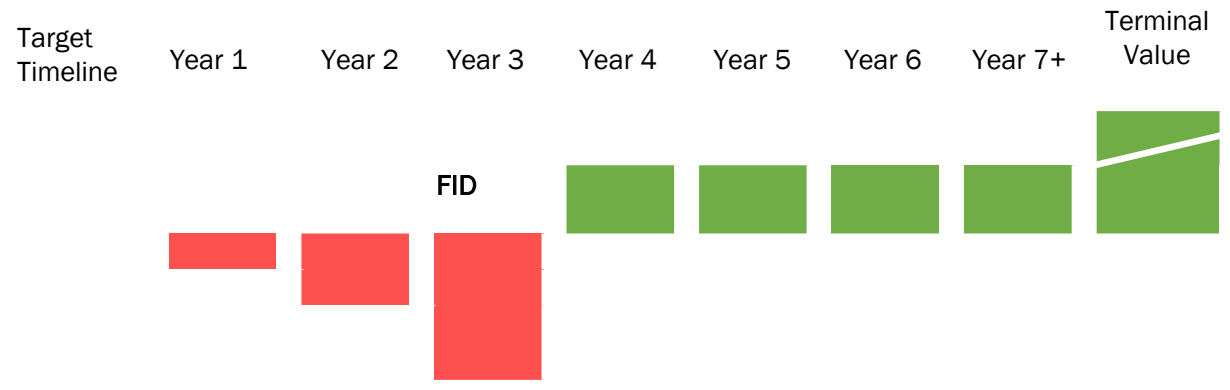 Target
Timeline
Year 1
Year 2
Year 3
Year 4
Year 5
Year 6
Year 7+
Terminal
Value
FID